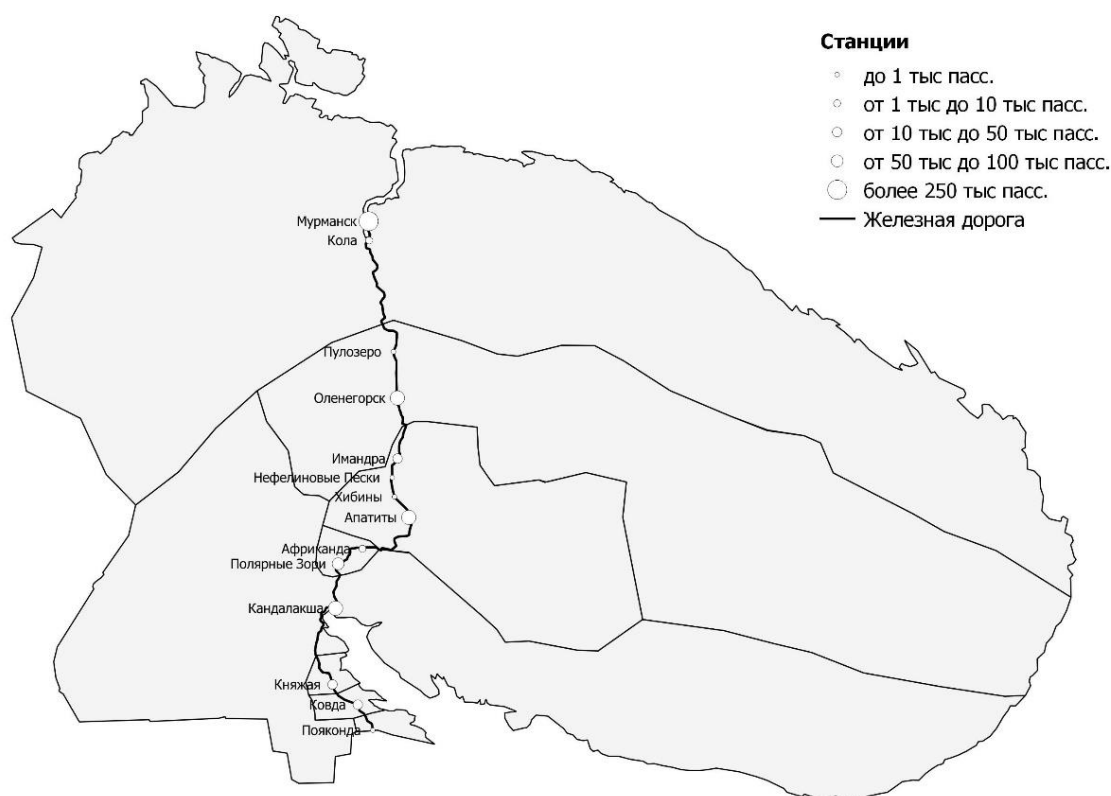 Станции
до 1 тыс пасс.
от 1 тыс до 10 тыс пасс.
от 10 тыс до 50 тыс пасс.
от 50 тыс до 100 тыс пасс.
более 250 тыс пасс.
Железная дорога
Мурманск
Кола
Пулозеро
Оленегорск
Имандра
Нефелиновые Пески
Хибины
Апатиты
Африканда
Полярные Зори
Кандалакша
Княжая
Ковда
Пояконда